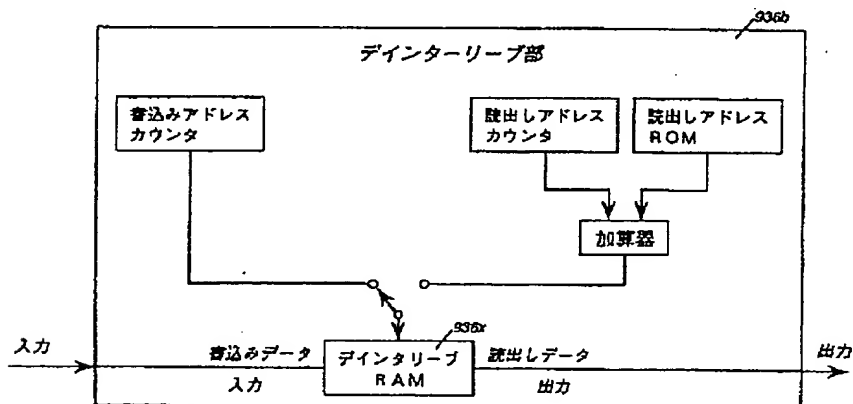 936b
デインターリーブ部
書込みアドレス
カウンタ
読出しアドレス
カウンタ
読出しアドレス
ROM
加算器
936x
入力
書込みデータ
入力
デインタリーブ
RAM
読出しデータ
出力
出力